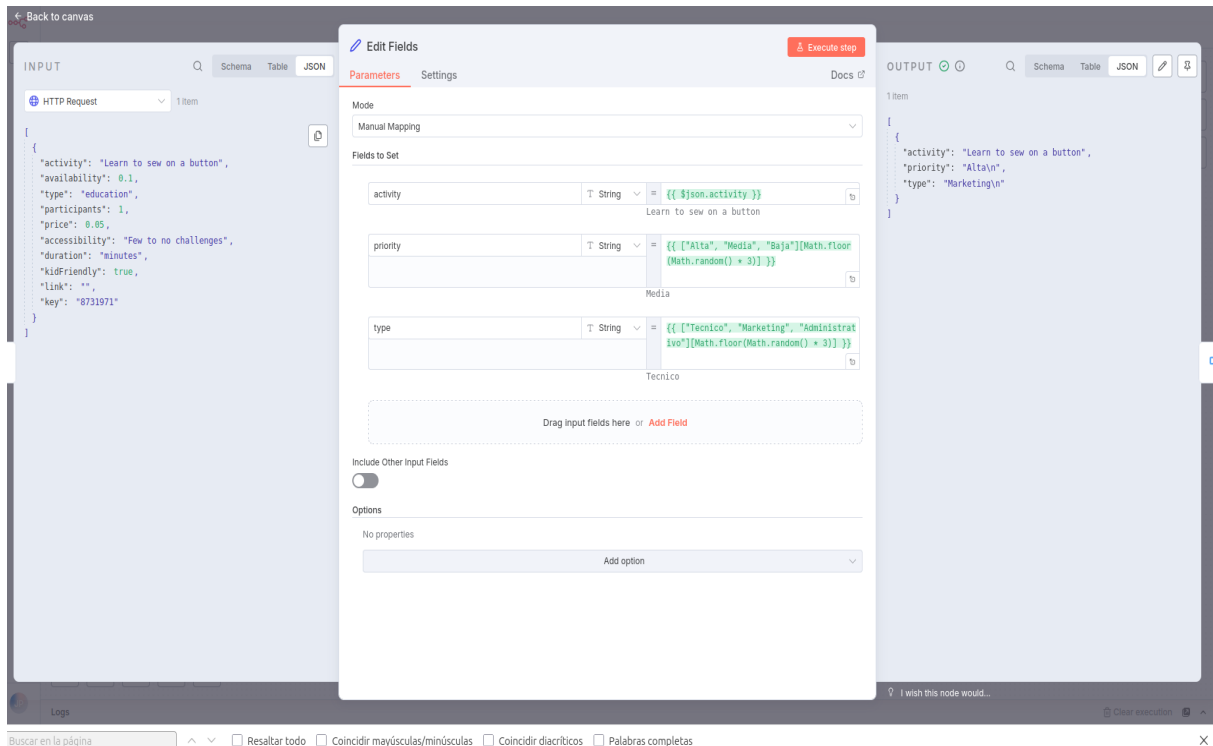 ← Back to canvas
INPUT
Schema
Table
JSON
HTTP Request
1 item
[
{
"activity": "Learn to sew on a button",
"availability": 0.1,
"type": "education",
"participants": 1,
"price": 0.05,
"accessibility": "Few to no challenges",
"duration": "minutes",
"kidFriendly": true,
"link": "",
"key": "8731971"
}
]
Edit Fields
Execute step
Parameters
Settings
Docs
Mode
Manual Mapping
Fields to Set
activity
T String
=
{{ $json.activity }}
Learn to sew on a button
priority
T String
=
{{ ["Alta", "Media", "Baja"][Math.floor
(Math.random() * 3)] }}
Media
type
T String
=
{{ ["Tecnico", "Marketing", "Administrat
ivo"][Math.floor(Math.random() * 3)] }}
Tecnico
Drag input fields here or Add Field
Include Other Input Fields
Options
No properties
Add option
OUTPUT
Schema
Table
JSON
1 item
[
{
"activity": "Learn to sew on a button",
"priority": "Alta\n",
"type": "Marketing\n"
}
]
I wish this node would...
Logs
Clear execution
Buscar en la página
Resaltar todo
Coincidir mayúsculas/minúsculas
Coincidir diacríticos
Palabras completas
X